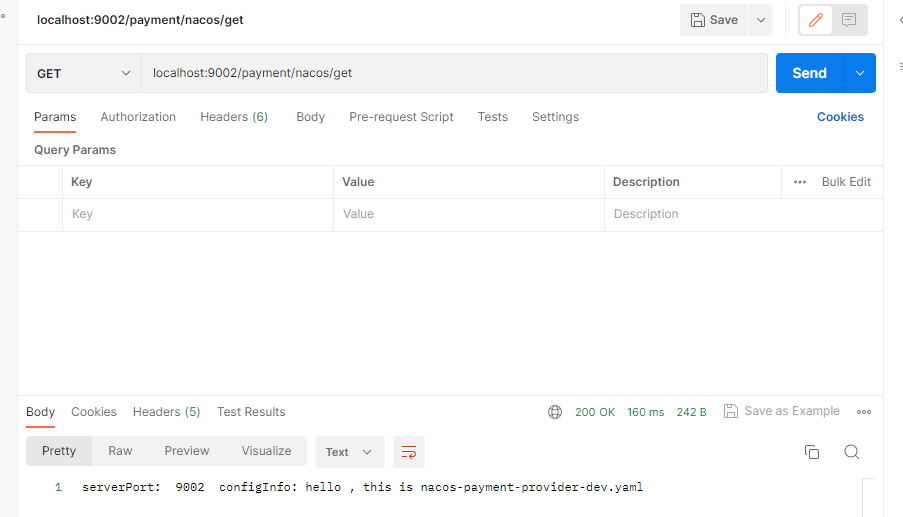 localhost:9002/payment/nacos/get
Save
GET
localhost:9002/payment/nacos/get
Send
Params Authorization Headers (6) Body Pre-request Script Tests Settings Cookies
Query Params
Key Value Description ••• Bulk Edit
Key Value Description
Body Cookies Headers (5) Test Results 200 OK 160 ms 242 B Save as Example
Pretty Raw Preview Visualize Text
1 serverPort: 9002 configInfo: hello , this is nacos-payment-provider-dev.yaml